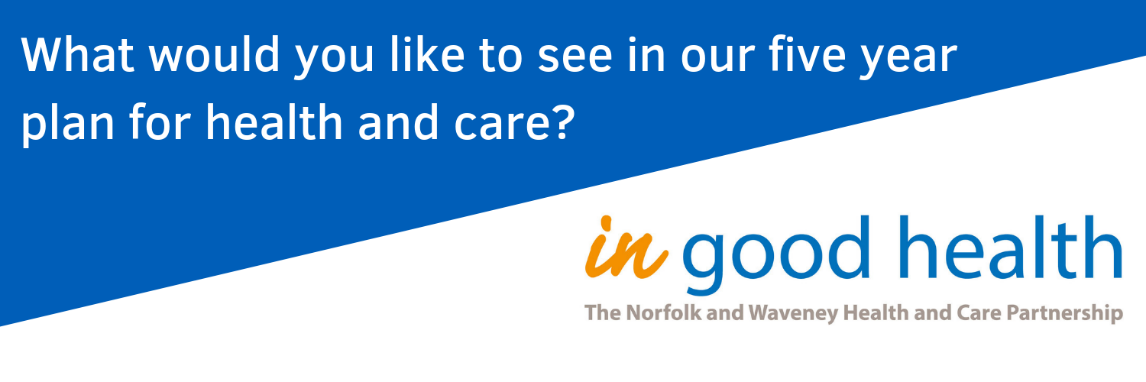 What would you like to see in our five year
plan for health and care?
in good health
The Norfolk and Waveney Health and Care Partnership